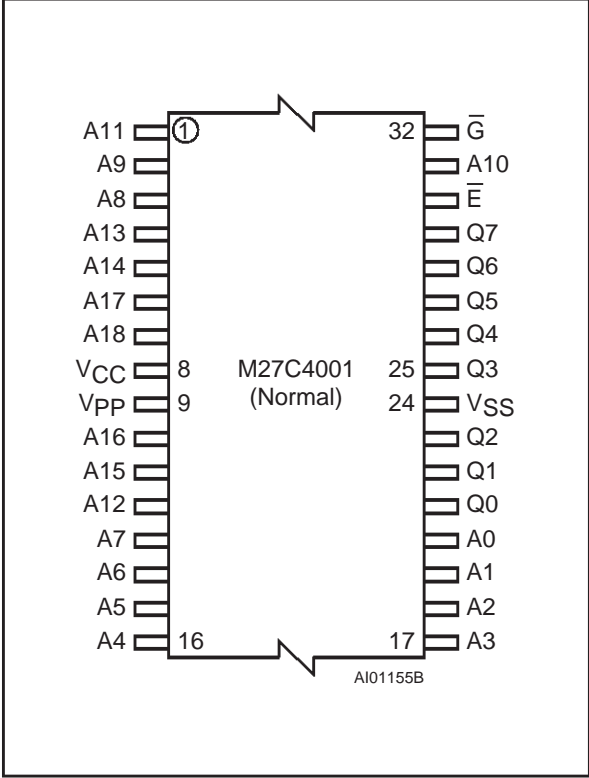 A11 1 32 G̅
A9 A10
A8 E̅
A13 Q7
A14 Q6
A17 Q5
A18 Q4
VCC 8 M27C4001 25 Q3
VPP 9 (Normal) 24 VSS
A16 Q2
A15 Q1
A12 Q0
A7 A0
A6 A1
A5 A2
A4 16 17 A3
AI01155B